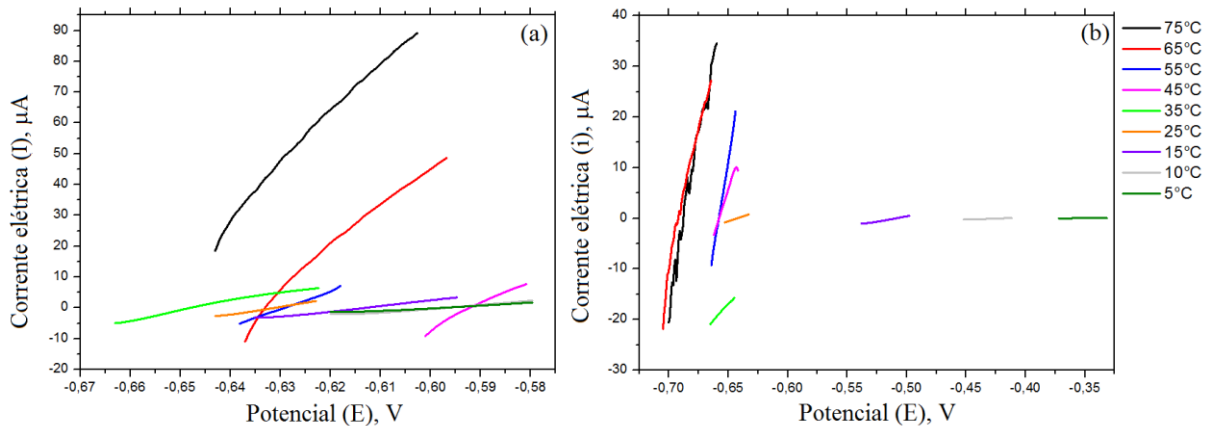 (a)
Corrente elétrica (I), µA
90
80
70
60
50
40
30
20
10
0
-10
-20
-0,67 -0,66 -0,65 -0,64 -0,63 -0,62 -0,61 -0,60 -0,59 -0,58
Potencial (E), V
(b)
Corrente elétrica (i), µA
40
30
20
10
0
-10
-20
-30
-0,70 -0,65 -0,60 -0,55 -0,50 -0,45 -0,40 -0,35
Potencial (E), V
75°C
65°C
55°C
45°C
35°C
25°C
15°C
10°C
5°C